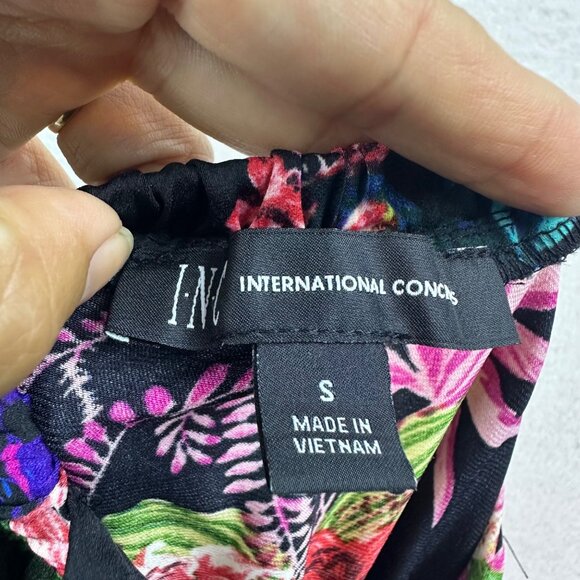 I·N·C INTERNATIONAL CONCEPTS
S
MADE IN
VIETNAM